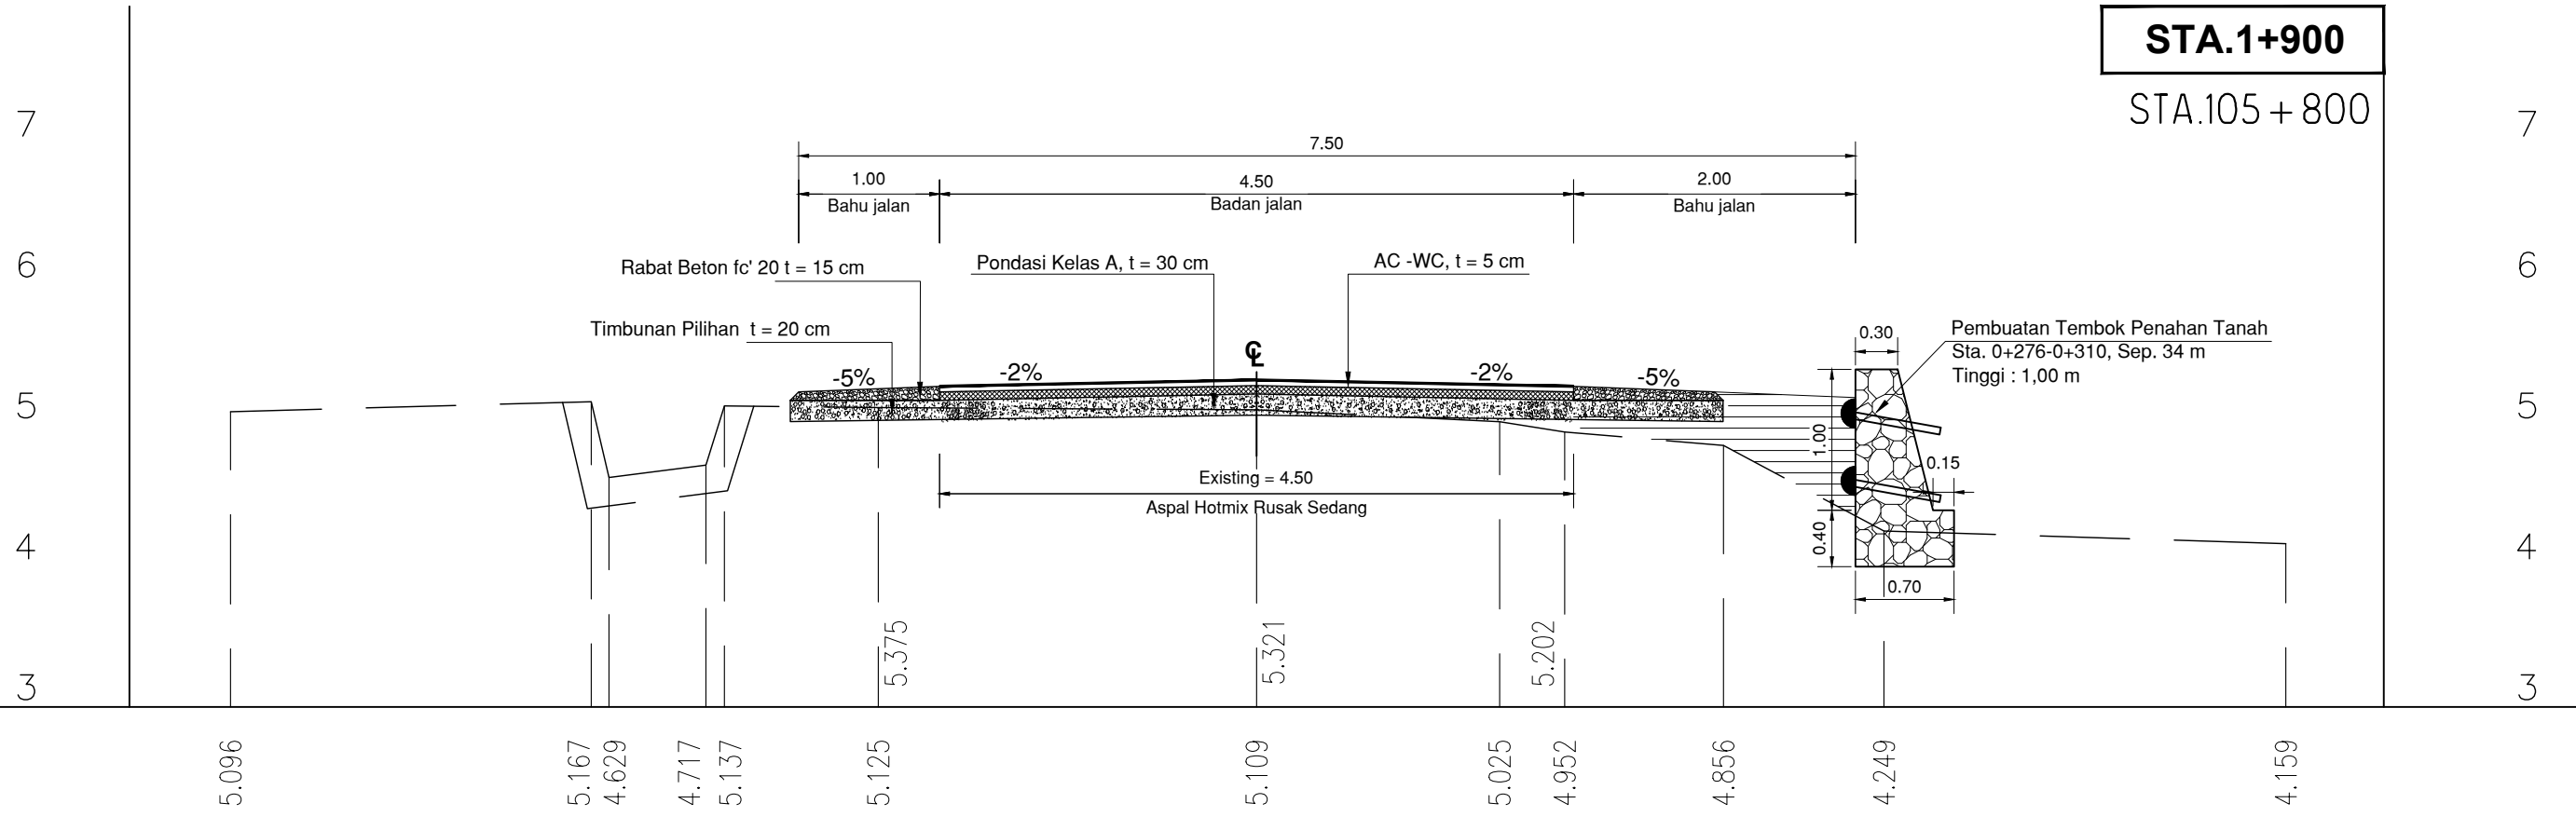 STA.1+900
STA.105+800
7
7
7.50
1.00
4.50
2.00
Bahu jalan
Badan jalan
Bahu jalan
6
6
Rabat Beton fc' 20 t = 15 cm
Pondasi Kelas A, t = 30 cm
AC -WC, t = 5 cm
Timbunan Pilihan t = 20 cm
0.30
Pembuatan Tembok Penahan Tanah
Sta. 0+276-0+310, Sep. 34 m
Tinggi : 1,00 m
CL
-5%
-2%
-2%
-5%
5
5
1.00
0.15
Existing = 4.50
Aspal Hotmix Rusak Sedang
4
4
0.40
0.70
5.375
5.321
5.202
3
3
5.096
5.167
4.629
4.717
5.137
5.125
5.109
5.025
4.952
4.856
4.249
4.159